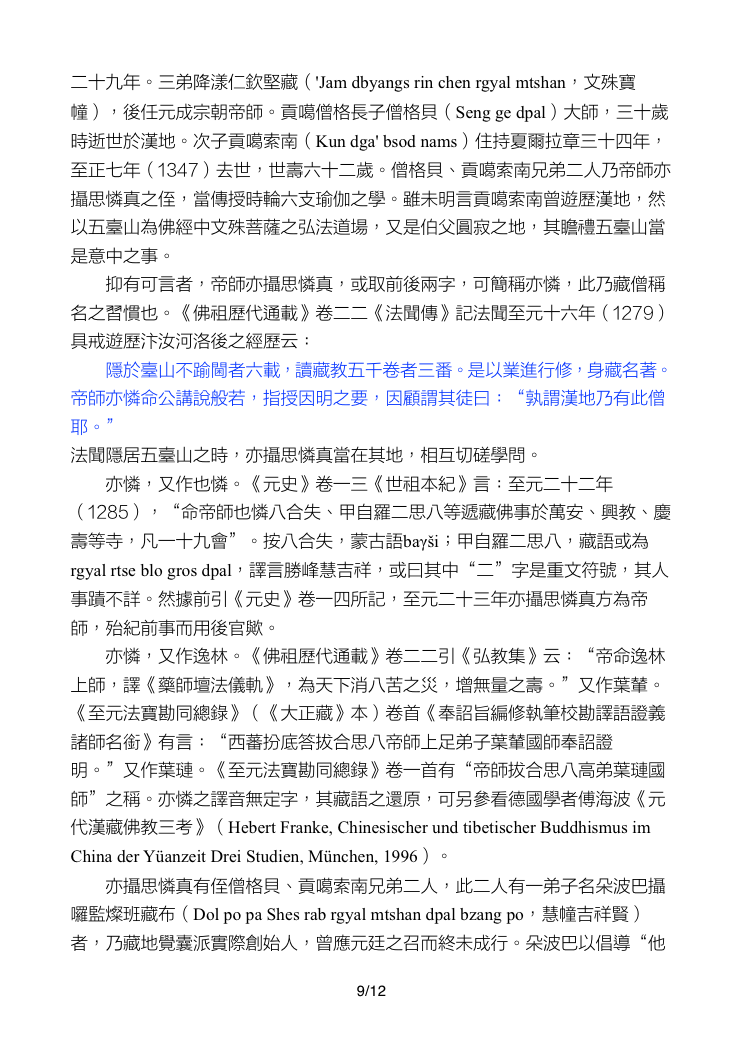 二十九年。三弟降漾仁欽堅藏（'Jam dbyangs rin chen rgyal mtshan，文殊寶
幢），後任元成宗朝帝師。貢噶僧格長子僧格貝（Seng ge dpal）大師，三十歲
時逝世於漢地。次子貢噶索南（Kun dga' bsod nams）住持夏爾拉章三十四年，
至正七年（1347）去世，世壽六十二歲。僧格貝、貢噶索南兄弟二人乃帝師亦
攝思憐真之侄，當傳授時輪六支瑜伽之學。雖未明言貢噶索南曾遊歷漢地，然
以五臺山為佛經中文殊菩薩之弘法道場，又是伯父圓寂之地，其瞻禮五臺山當
是意中之事。
抑有可言者，帝師亦攝思憐真，或取前後兩字，可簡稱亦憐，此乃藏僧稱
名之習慣也。《佛祖歷代通載》卷二二《法聞傳》記法聞至元十六年（1279）
具戒遊歷汴汝河洛後之經歷云：
隱於臺山不踰閫者六載，讀藏教五千卷者三番。是以業進行修，身藏名著。
帝師亦憐命公講說般若，指授因明之要，因顧謂其徒曰：“孰謂漢地乃有此僧
耶。”
法聞隱居五臺山之時，亦攝思憐真當在其地，相互切磋學問。
亦憐，又作也憐。《元史》卷一三《世祖本紀》言：至元二十二年
（1285），“命帝師也憐八合失、甲自羅二思八等遞藏佛事於萬安、興教、慶
壽等寺，凡一十九會”。按八合失，蒙古語baγši；甲自羅二思八，藏語或為
rgyal rtse blo gros dpal，譯言勝峰慧吉祥，或曰其中“二”字是重文符號，其人
事蹟不詳。然據前引《元史》卷一四所記，至元二十三年亦攝思憐真方為帝
師，殆紀前事而用後官歟。
亦憐，又作逸林。《佛祖歷代通載》卷二二引《弘教集》云：“帝命逸林
上師，譯《藥師壇法儀軌》，為天下消八苦之災，增無量之壽。”又作葉輦。
《至元法寶勘同總錄》（《大正藏》本）卷首《奉詔旨編修執筆校勘譯語證義
諸師名銜》有言：“西蕃扮底答拔合思八帝師上足弟子葉輦國師奉詔證
明。”又作葉璉。《至元法寶勘同總錄》卷一首有“帝師拔合思八高弟葉璉國
師”之稱。亦憐之譯音無定字，其藏語之還原，可另參看德國學者傅海波《元
代漢藏佛教三考》（Hebert Franke, Chinesischer und tibetischer Buddhismus im
China der Yüanzeit Drei Studien, München, 1996）。
亦攝思憐真有侄僧格貝、貢噶索南兄弟二人，此二人有一弟子名朵波巴攝
囉監燦班藏布（Dol po pa Shes rab rgyal mtshan dpal bzang po，慧幢吉祥賢）
者，乃藏地覺囊派實際創始人，曾應元廷之召而終未成行。朵波巴以倡導“他
9/12